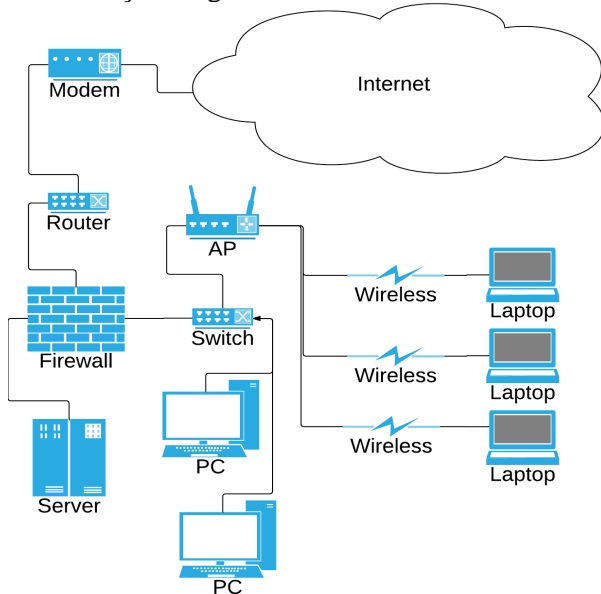 Internet
Modem
Router
AP
Wireless
Laptop
Switch
Firewall
Wireless
Laptop
Wireless
PC
Laptop
Server
PC